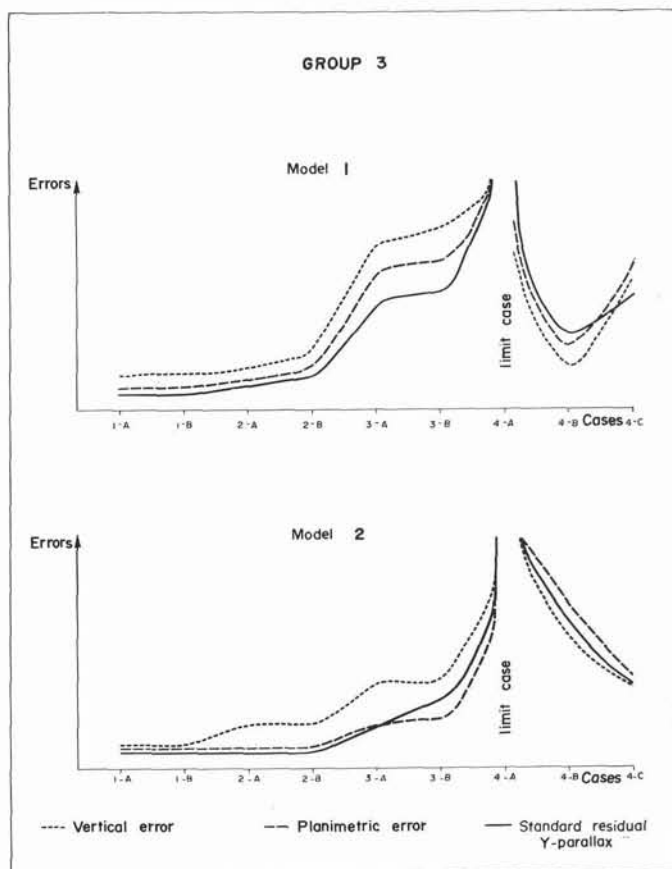 GROUP 3
Model 1
Errors
limit case
1-A 1-B 2-A 2-B 3-A 3-B 4-A 4-B Cases 4-C
Model 2
Errors
limit case
1-A 1-B 2-A 2-B 3-A 3-B 4-A 4-B Cases 4-C
Vertical error Planimetric error Standard residual
Y-parallax